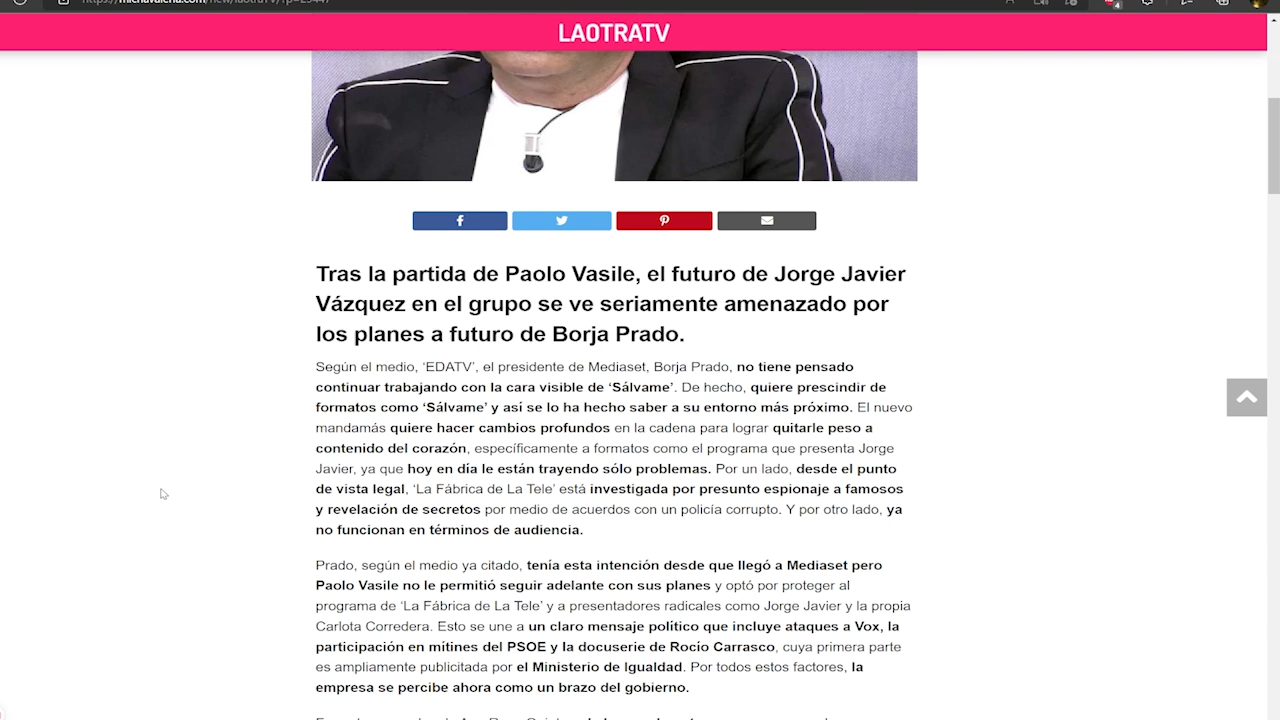 LAOTRATV
Tras la partida de Paolo Vasile, el futuro de Jorge Javier
Vázquez en el grupo se ve seriamente amenazado por
los planes a futuro de Borja Prado.
Según el medio, ‘EDATV’, el presidente de Mediaset, Borja Prado, no tiene pensado
continuar trabajando con la cara visible de ‘Sálvame’. De hecho, quiere prescindir de
formatos como ‘Sálvame’ y así se lo ha hecho saber a su entorno más próximo. El nuevo
mandamás quiere hacer cambios profundos en la cadena para lograr quitarle peso a
contenido del corazón, específicamente a formatos como el programa que presenta Jorge
Javier, ya que hoy en día le están trayendo sólo problemas. Por un lado, desde el punto
de vista legal, ‘La Fábrica de La Tele’ está investigada por presunto espionaje a famosos
y revelación de secretos por medio de acuerdos con un policía corrupto. Y por otro lado, ya
no funcionan en términos de audiencia.
Prado, según el medio ya citado, tenía esta intención desde que llegó a Mediaset pero
Paolo Vasile no le permitió seguir adelante con sus planes y optó por proteger al
programa de ‘La Fábrica de La Tele’ y a presentadores radicales como Jorge Javier y la propia
Carlota Corredera. Esto se une a un claro mensaje político que incluye ataques a Vox, la
participación en mítines del PSOE y la docuserie de Rocío Carrasco, cuya primera parte
es ampliamente publicitada por el Ministerio de Igualdad. Por todos estos factores, la
empresa se percibe ahora como un brazo del gobierno.